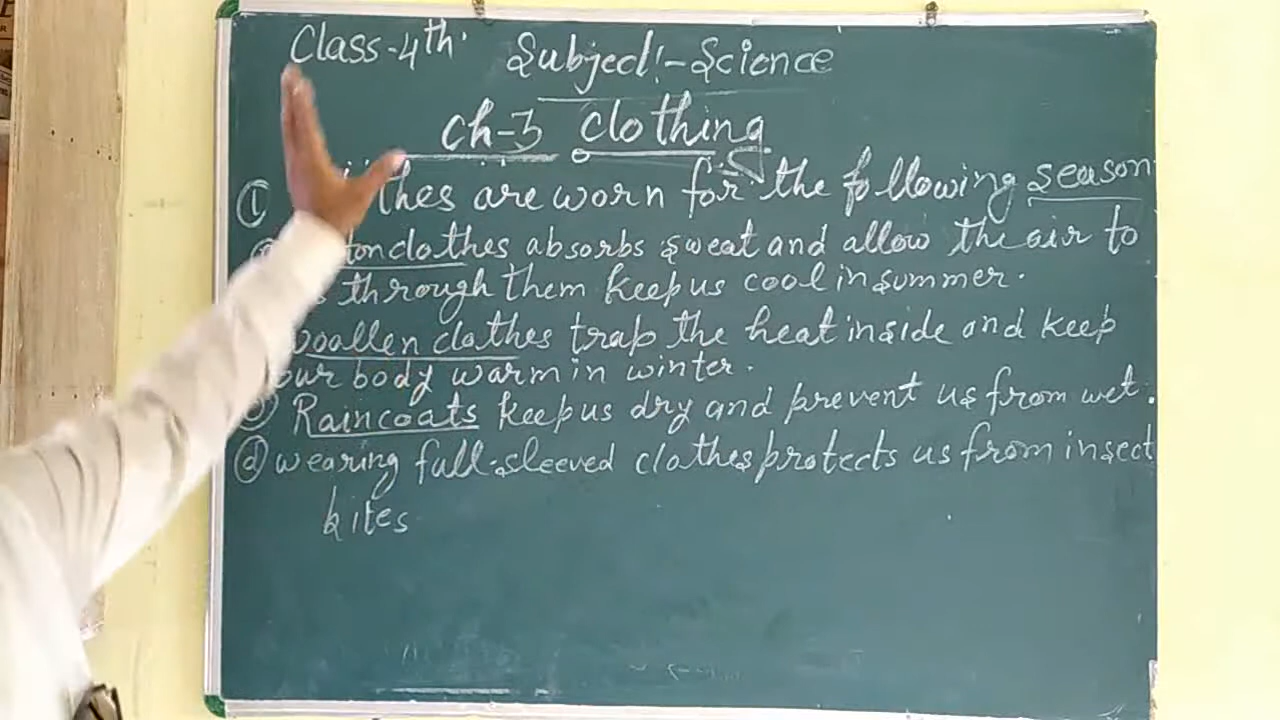 Class-4th. Subject:-Science
Ch-3 clothing
① thes are worn for the following season
clothes absorbs sweat and allow the air to
through them keep us cool in summer.
woollen clothes trap the heat inside and keep
our body warm in winter.
Raincoats keep us dry and prevent us from wet.
ⓓ wearing full-sleeved clothes protects us from insect
bites